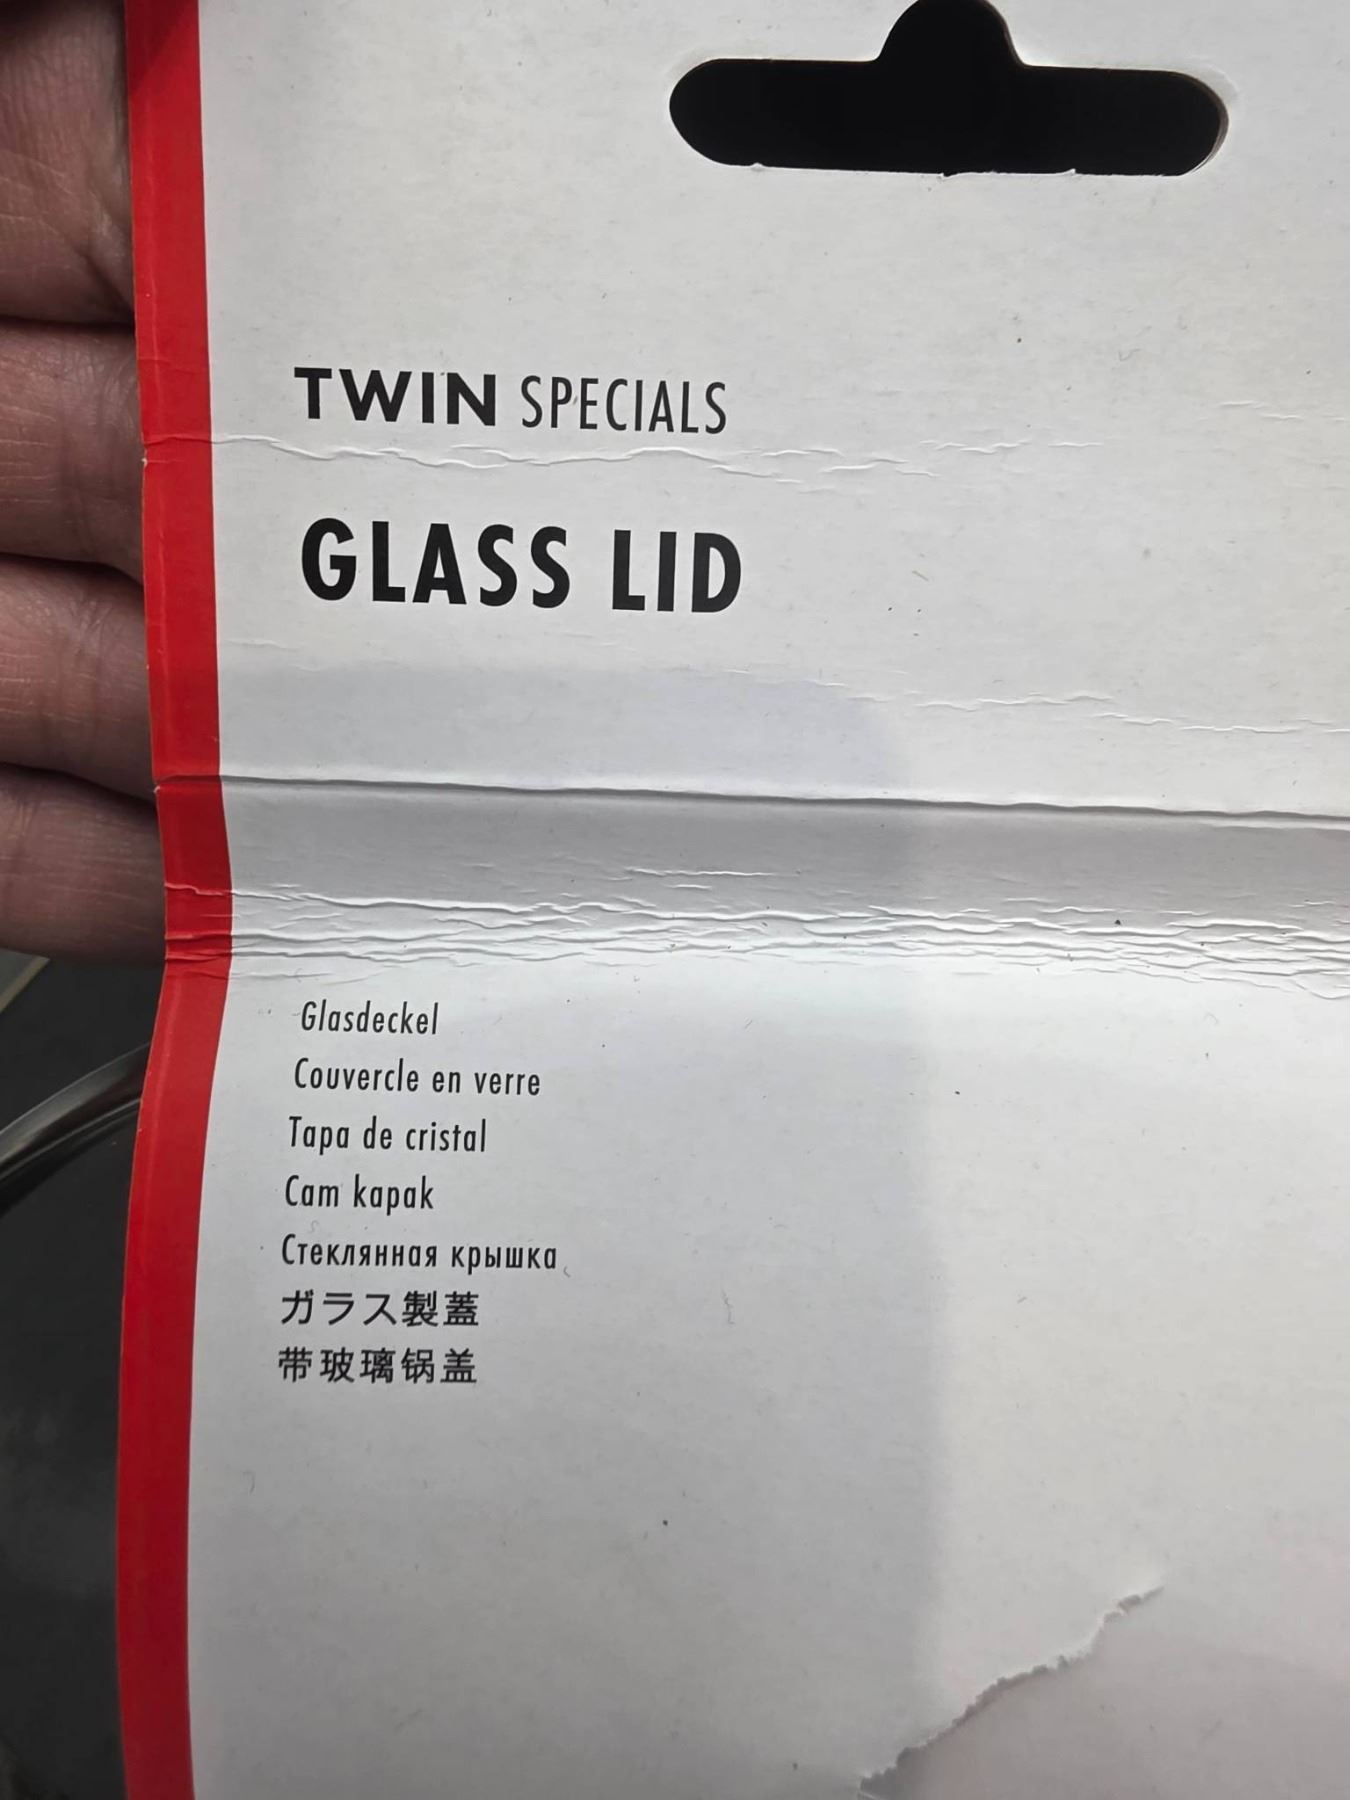 TWIN SPECIALS
GLASS LID
Glasdeckel
Couvercle en verre
Tapa de cristal
Cam kapak
Стеклянная крышка
ガラス製蓋
带玻璃锅盖